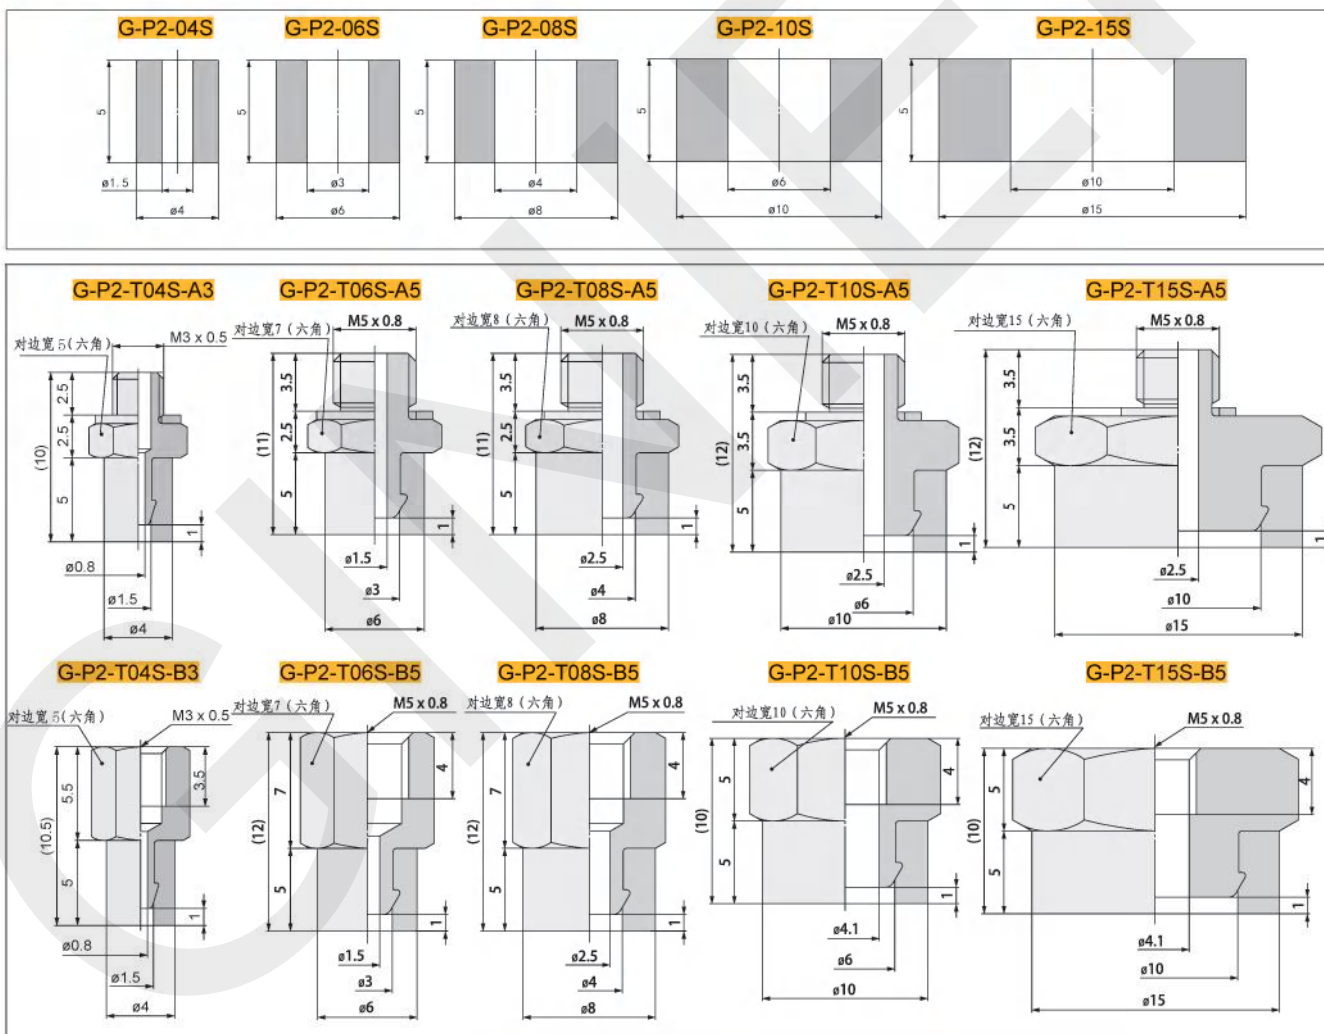 G-P2-04S G-P2-06S G-P2-08S G-P2-10S G-P2-15S
5 5 5 5 5
ø1.5 ø3 ø4 ø6 ø10
ø4 ø6 ø8 ø10 ø15
G-P2-T04S-A3 G-P2-T06S-A5 G-P2-T08S-A5 G-P2-T10S-A5 G-P2-T15S-A5
对边宽5(六角) M3 x 0.5
2.5
2.5
(10)
5
1
ø0.8
ø1.5
ø4
对边宽7(六角) M5 x 0.8
3.5
2.5
(11)
5
1
ø1.5
ø3
ø6
对边宽8(六角) M5 x 0.8
3.5
2.5
(11)
5
1
ø2.5
ø4
ø8
对边宽10(六角) M5 x 0.8
3.5
3.5
(12)
5
1
ø2.5
ø6
ø10
对边宽15(六角) M5 x 0.8
3.5
3.5
(12)
5
1
ø2.5
ø10
ø15
G-P2-T04S-B3 G-P2-T06S-B5 G-P2-T08S-B5 G-P2-T10S-B5 G-P2-T15S-B5
对边宽5(六角) M3 x 0.5
5.5
3.5
(10.5)
5
1
ø0.8
ø1.5
ø4
对边宽7(六角) M5 x 0.8
7
4
(12)
5
1
ø1.5
ø3
ø6
对边宽8(六角) M5 x 0.8
7
4
(12)
5
1
ø2.5
ø4
ø8
对边宽10(六角) M5 x 0.8
5
4
(10)
5
1
ø4.1
ø6
ø10
对边宽15(六角) M5 x 0.8
5
4
(10)
5
1
ø4.1
ø10
ø15